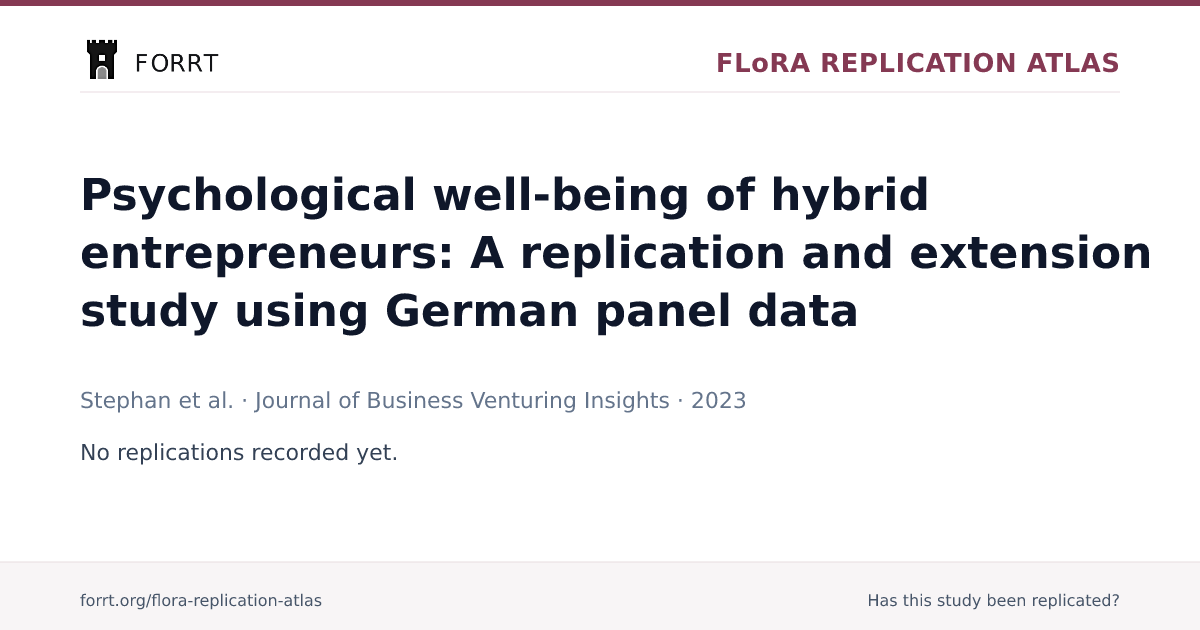 FORRT
FLoRA REPLICATION ATLAS
Psychological well-being of hybrid
entrepreneurs: A replication and extension
study using German panel data
Stephan et al. · Journal of Business Venturing Insights · 2023
No replications recorded yet.
forrt.org/flora-replication-atlas
Has this study been replicated?